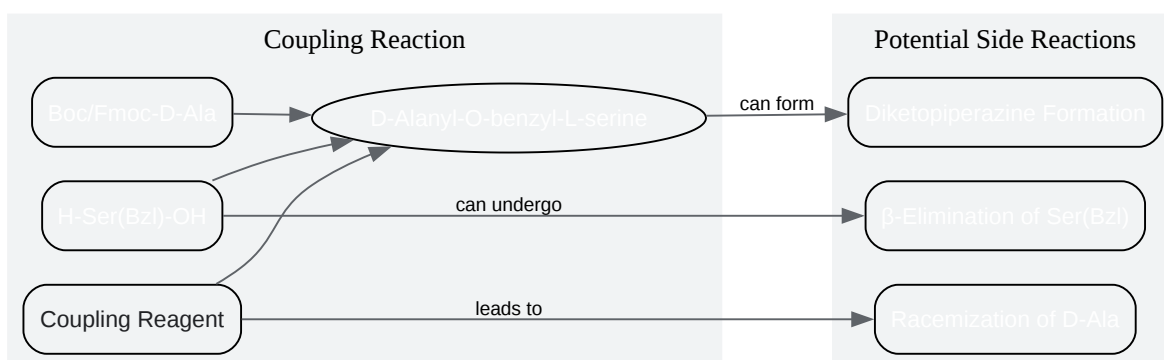 Coupling Reaction
Potential Side Reactions
Boc/Fmoc-D-Ala
D-Alanyl-O-benzyl-L-serine
can form
Diketopiperazine Formation
H-Ser(Bzl)-OH
can undergo
β-Elimination of Ser(Bzl)
Coupling Reagent
leads to
Racemization of D-Ala